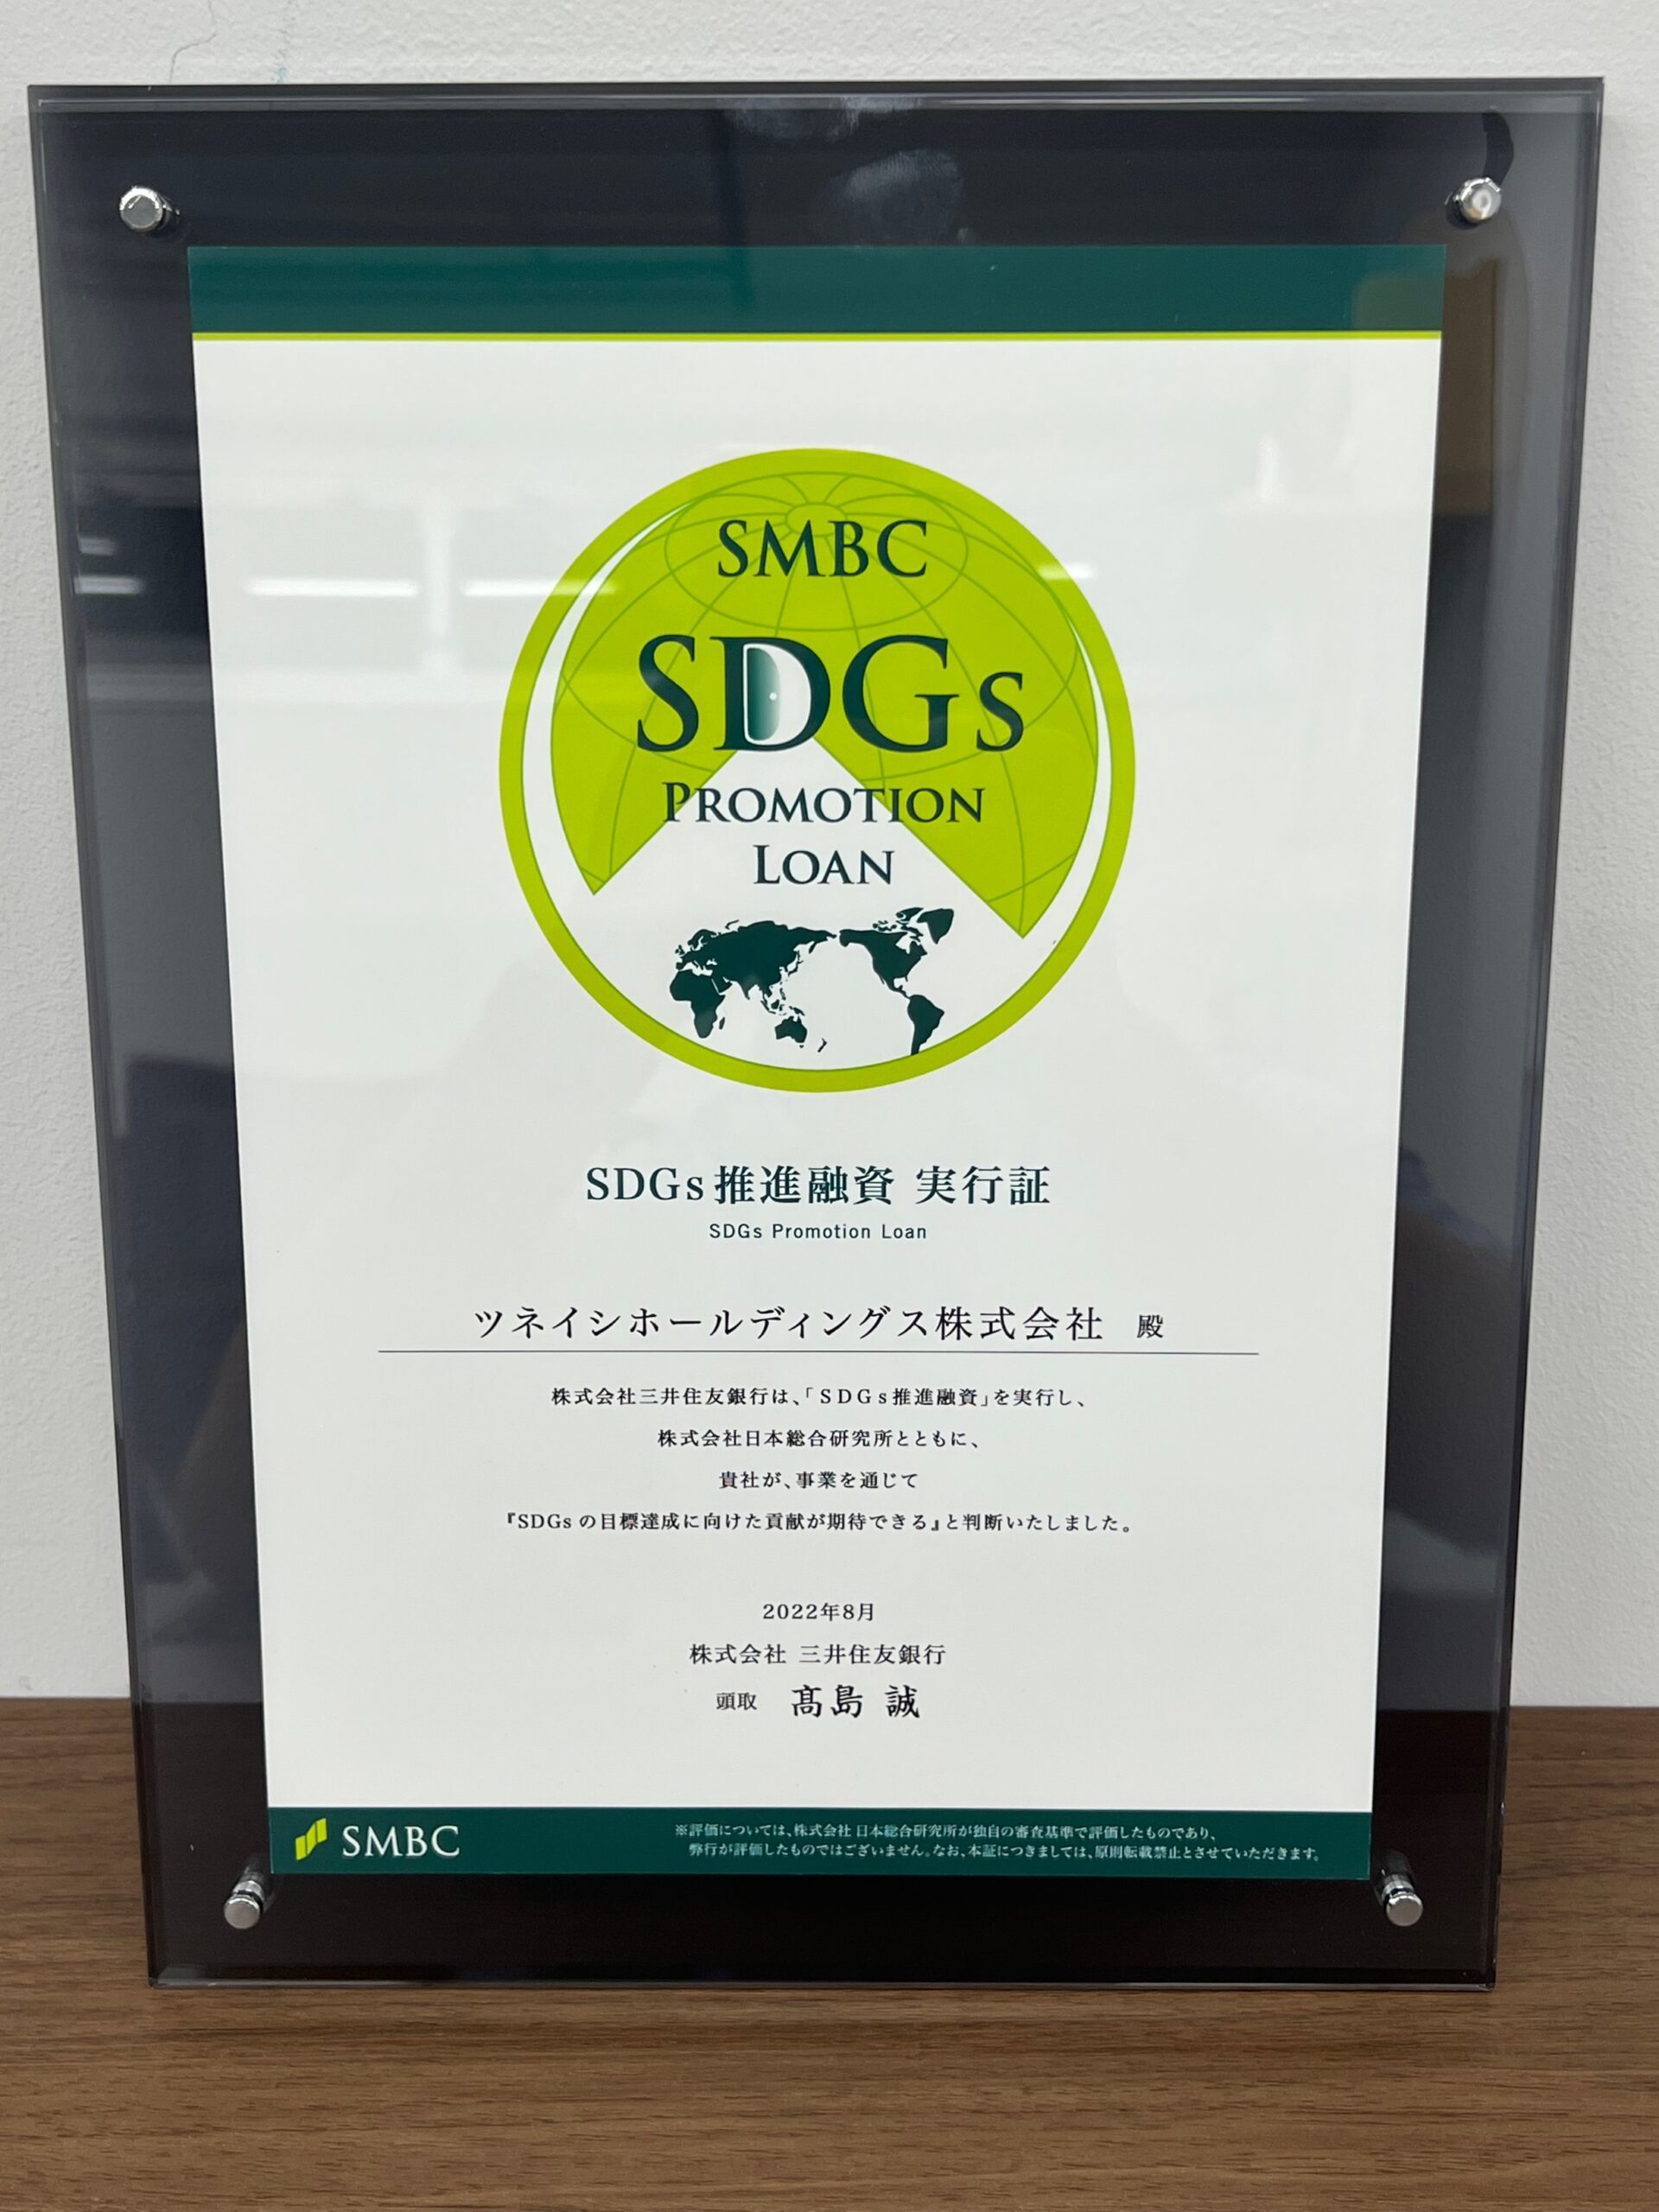 SMBC
SDGs
PROMOTION
LOAN
SDGs推進融資 実行証
SDGs Promotion Loan
ツネイシホールディングス株式会社 殿
株式会社三井住友銀行は、「SDGs推進融資」を実行し、
株式会社日本総合研究所とともに、
貴社が、事業を通じて
『SDGsの目標達成に向けた貢献が期待できる』と判断いたしました。
2022年8月
株式会社 三井住友銀行
頭取 髙島 誠
SMBC
※評価については、株式会社 日本総合研究所が独自の審査基準で評価したものであり、
弊行が評価したものではございません。なお、本証につきましては、原則転載禁止とさせていただきます。